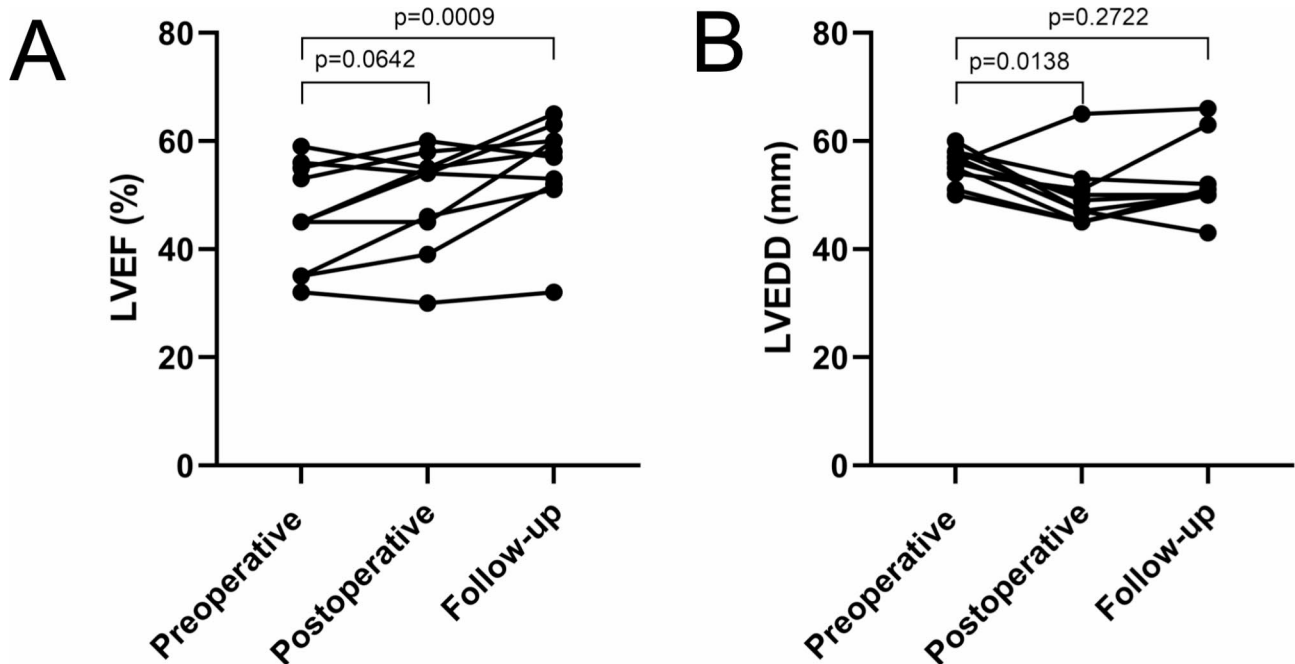 A
p=0.0009
p=0.0642
LVEF (%)
80
60
40
20
0
Preoperative
Postoperative
Follow-up
B
p=0.2722
p=0.0138
LVEDD (mm)
80
60
40
20
0
Preoperative
Postoperative
Follow-up